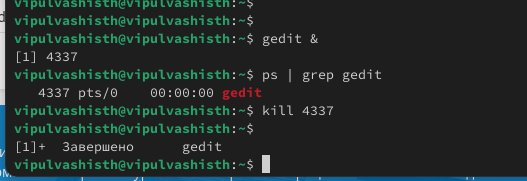 vipulvashisth@vipulvashisth:~$
vipulvashisth@vipulvashisth:~$
vipulvashisth@vipulvashisth:~$ gedit &
[1] 4337
vipulvashisth@vipulvashisth:~$ ps | grep gedit
4337 pts/0 00:00:00 gedit
vipulvashisth@vipulvashisth:~$ kill 4337
vipulvashisth@vipulvashisth:~$
[1]+ Завершено gedit
vipulvashisth@vipulvashisth:~$